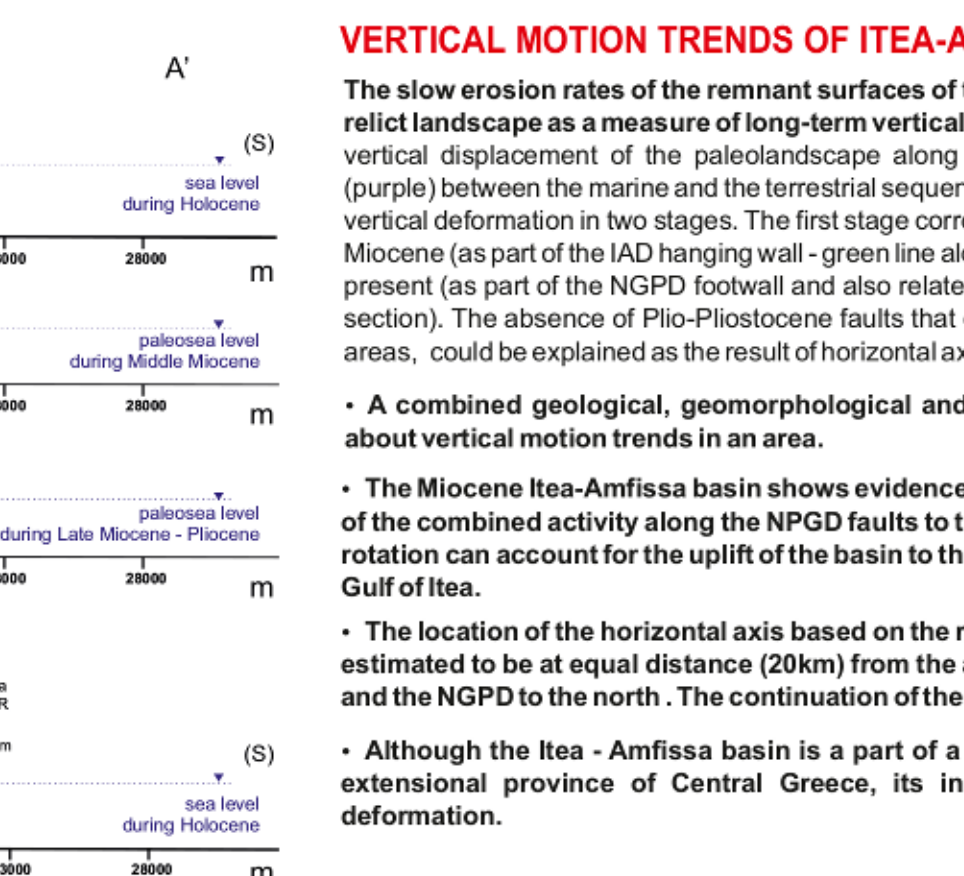 A'
(S)
sea level
during Holocene
28000
m
paleosea level
during Middle Miocene
28000
m
paleosea level
during Late Miocene - Pliocene
28000
m
R
m
(S)
sea level
during Holocene
28000
m
VERTICAL MOTION TRENDS OF ITEA-A
The slow erosion rates of the remnant surfaces of
relict landscape as a measure of long-term vertical
vertical displacement of the paleolandscape along
(purple) between the marine and the terrestrial sequen
vertical deformation in two stages. The first stage corr
Miocene (as part of the IAD hanging wall - green line al
present (as part of the NGPD footwall and also relate
section). The absence of Plio-Pliostocene faults that
areas, could be explained as the result of horizontal ax
• A combined geological, geomorphological and
about vertical motion trends in an area.
• The Miocene Itea-Amfissa basin shows evidence
of the combined activity along the NPGD faults to t
rotation can account for the uplift of the basin to th
Gulf of Itea.
• The location of the horizontal axis based on the
estimated to be at equal distance (20km) from the
and the NGPD to the north . The continuation of the
• Although the Itea - Amfissa basin is a part of a
extensional province of Central Greece, its in
deformation.